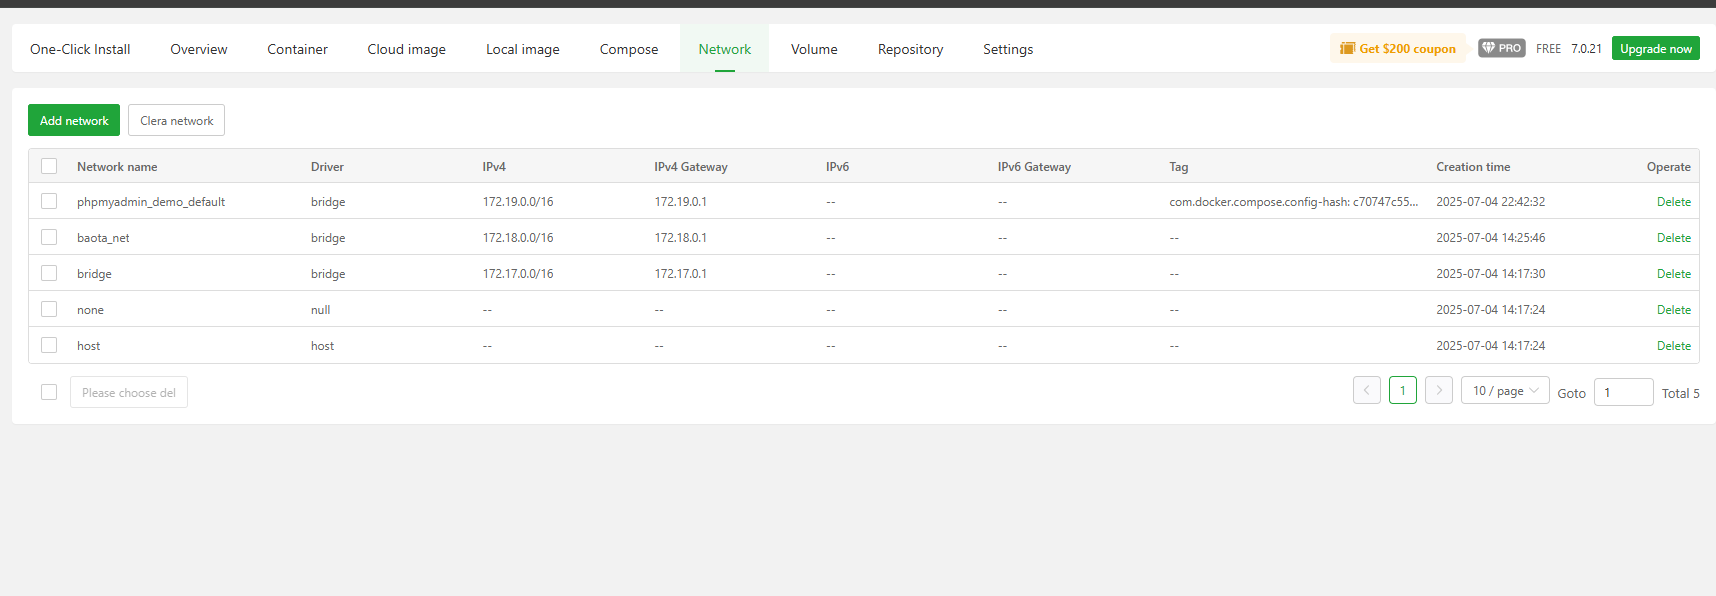 One-Click Install Overview Container Cloud image Local image Compose Network Volume Repository Settings Get $200 coupon PRO FREE 7.0.21 Upgrade now
Add network Clera network
Network name Driver IPv4 IPv4 Gateway IPv6 IPv6 Gateway Tag Creation time Operate
phpmyadmin_demo_default bridge 172.19.0.0/16 172.19.0.1 -- -- com.docker.compose.config-hash: c70747c55... 2025-07-04 22:42:32 Delete
baota_net bridge 172.18.0.0/16 172.18.0.1 -- -- -- 2025-07-04 14:25:46 Delete
bridge bridge 172.17.0.0/16 172.17.0.1 -- -- -- 2025-07-04 14:17:30 Delete
none null -- -- -- -- -- 2025-07-04 14:17:24 Delete
host host -- -- -- -- -- 2025-07-04 14:17:24 Delete
Please choose del 1 10 / page Goto 1 Total 5